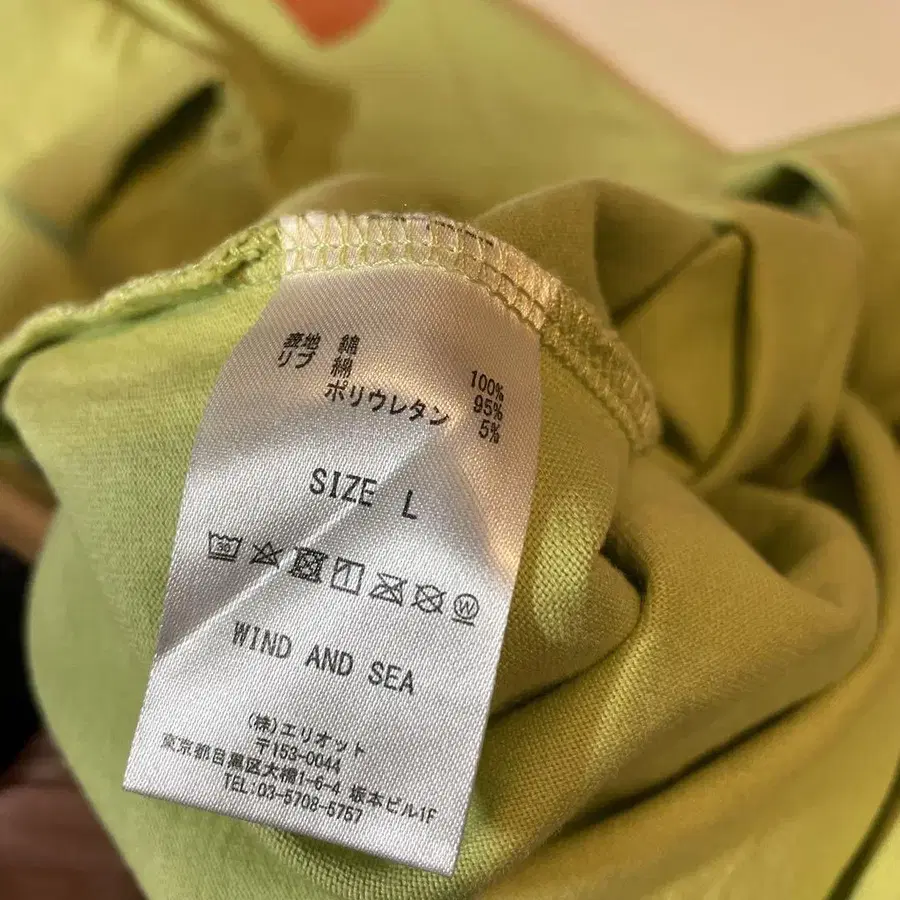 表地 綿 100%
リブ 綿 95%
ポリウレタン 5%
SIZE L
WIND AND SEA
(株)エリオット
〒153-0044
東京都目黒区大橋1-6-4 坂本ビル1F
TEL:03-5708-5757